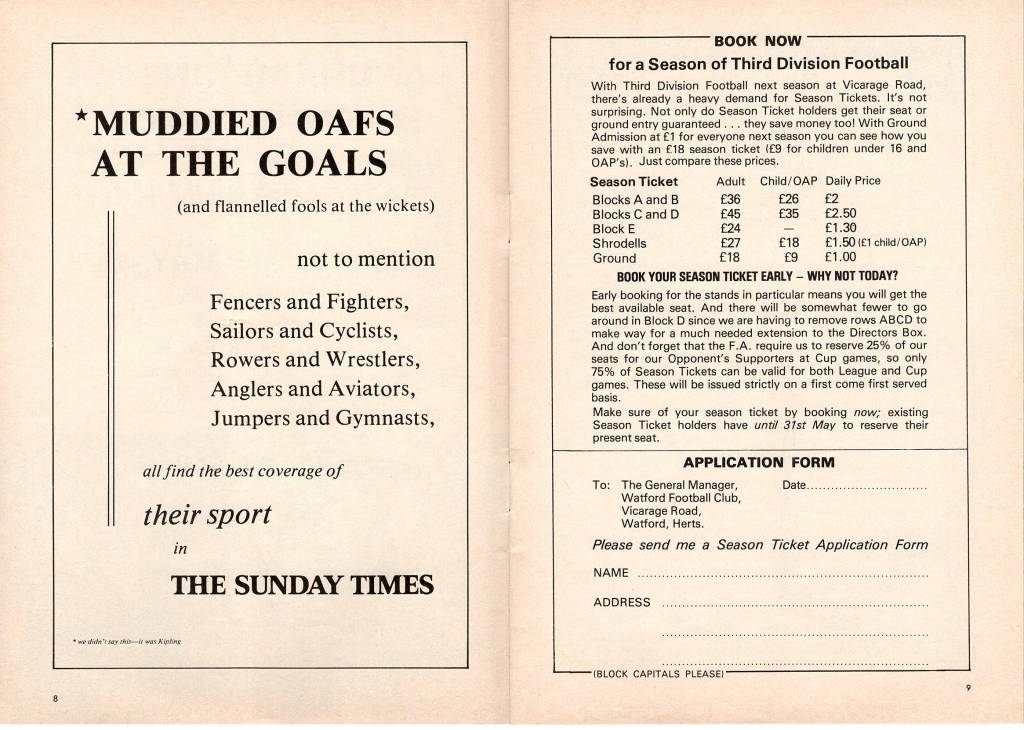 *MUDDIED OAFS
AT THE GOALS
(and flannelled fools at the wickets)
not to mention
Fencers and Fighters,
Sailors and Cyclists,
Rowers and Wrestlers,
Anglers and Aviators,
Jumpers and Gymnasts,
all find the best coverage of
their sport
in
THE SUNDAY TIMES
* we didn't say this—it was Kipling
8
BOOK NOW
for a Season of Third Division Football
With Third Division Football next season at Vicarage Road,
there's already a heavy demand for Season Tickets. It's not
surprising. Not only do Season Ticket holders get their seat or
ground entry guaranteed . . . they save money too! With Ground
Admission at £1 for everyone next season you can see how you
save with an £18 season ticket (£9 for children under 16 and
OAP's). Just compare these prices.
Season Ticket Adult Child/OAP Daily Price
Blocks A and B £36 £26 £2
Blocks C and D £45 £35 £2.50
Block E £24 — £1.30
Shrodells £27 £18 £1.50 (£1 child/OAP)
Ground £18 £9 £1.00
BOOK YOUR SEASON TICKET EARLY – WHY NOT TODAY?
Early booking for the stands in particular means you will get the
best available seat. And there will be somewhat fewer to go
around in Block D since we are having to remove rows ABCD to
make way for a much needed extension to the Directors Box.
And don't forget that the F.A. require us to reserve 25% of our
seats for our Opponent's Supporters at Cup games, so only
75% of Season Tickets can be valid for both League and Cup
games. These will be issued strictly on a first come first served
basis.
Make sure of your season ticket by booking now; existing
Season Ticket holders have until 31st May to reserve their
present seat.
APPLICATION FORM
To: The General Manager, Date..............................
Watford Football Club,
Vicarage Road,
Watford, Herts.
Please send me a Season Ticket Application Form
NAME ..............................
ADDRESS ..............................
..............................
..............................
(BLOCK CAPITALS PLEASE)
9